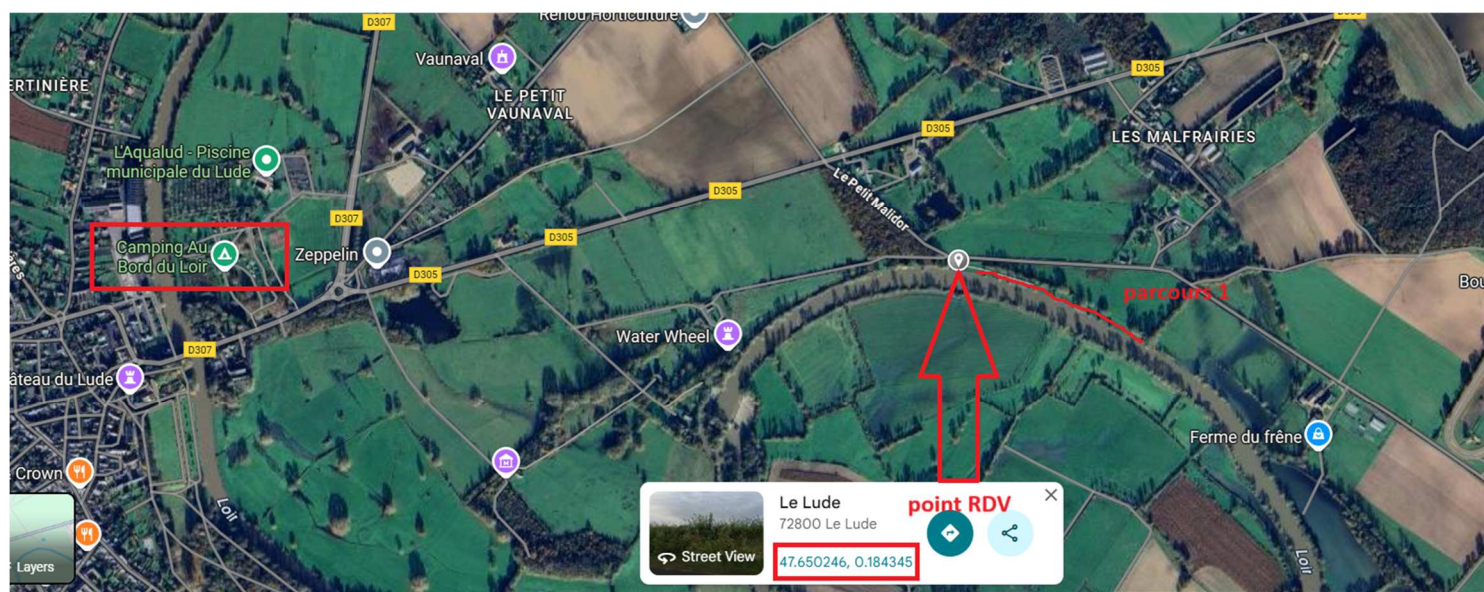 Renou Horticulture
D307
Vaunaval
D305
ERTINIÈRE
LE PETIT
VAUNAVAL
D305
LES MALFRAIRIES
L'Aqualud - Piscine
municipale du Lude
D305
Le Petit Malidor
D307
Camping Au
Bord du Loir
Zeppelin
D305
D305
Bou
parcours 1
Water Wheel
D307
âteau du Lude
Ferme du frêne
Crown
Loir
Le Lude
point RDV
72800 Le Lude
Street View
47.650246, 0.184345
Loir
Layers